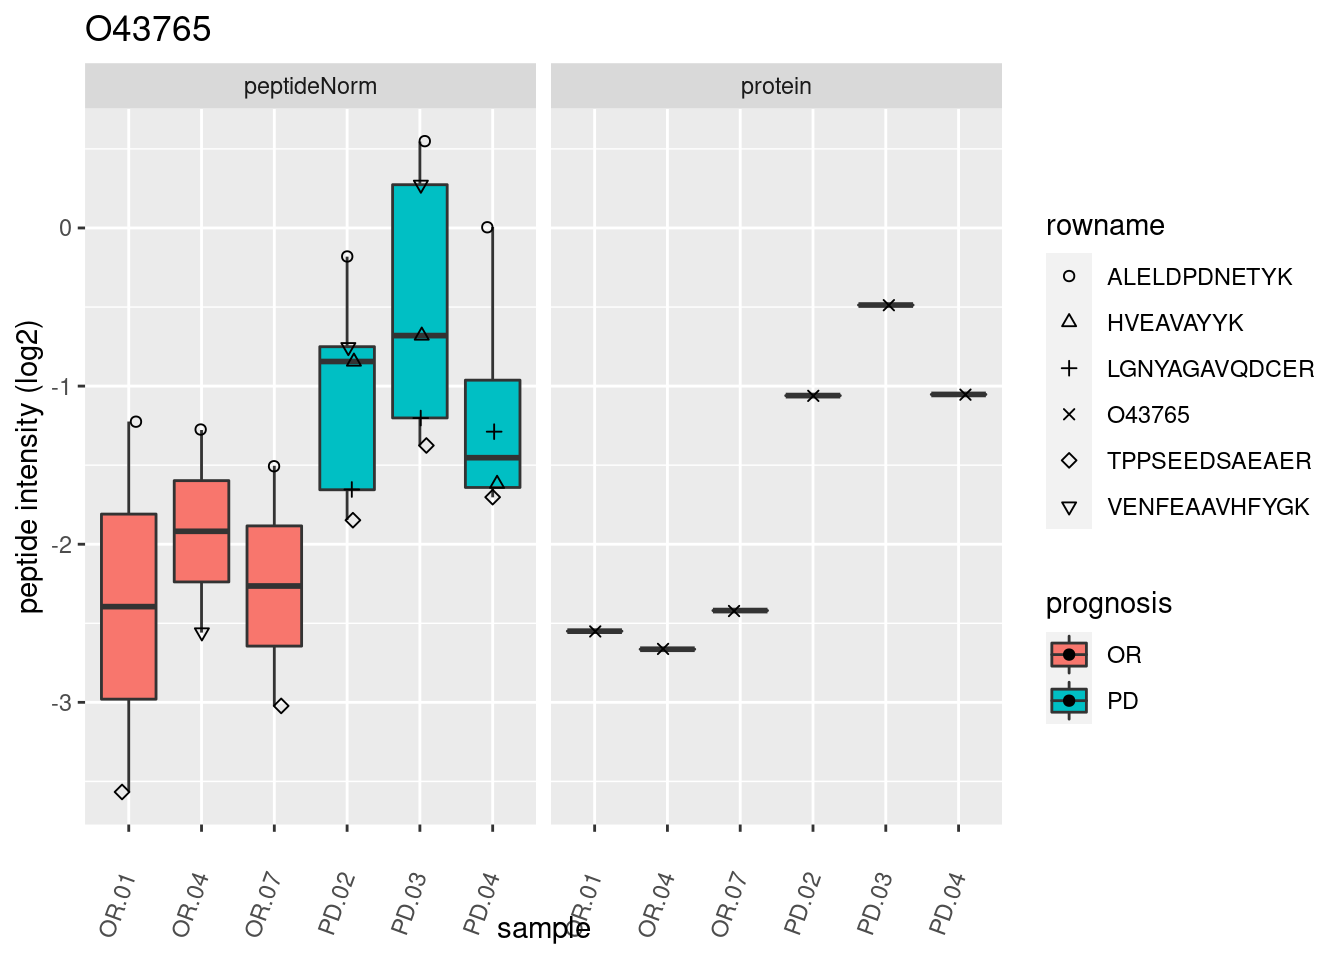 O43765
peptideNorm
protein
peptide intensity (log2)
0
-1
-2
-3
OR.01
OR.04
OR.07
PD.02
PD.03
PD.04
OR.01
OR.04
OR.07
PD.02
PD.03
PD.04
sample
rowname
ALELDPDNETYK
HVEAVAYYK
LGNYAGAVQDCER
O43765
TPPSEEDSAEAER
VENFEAAVHFYGK
prognosis
OR
PD